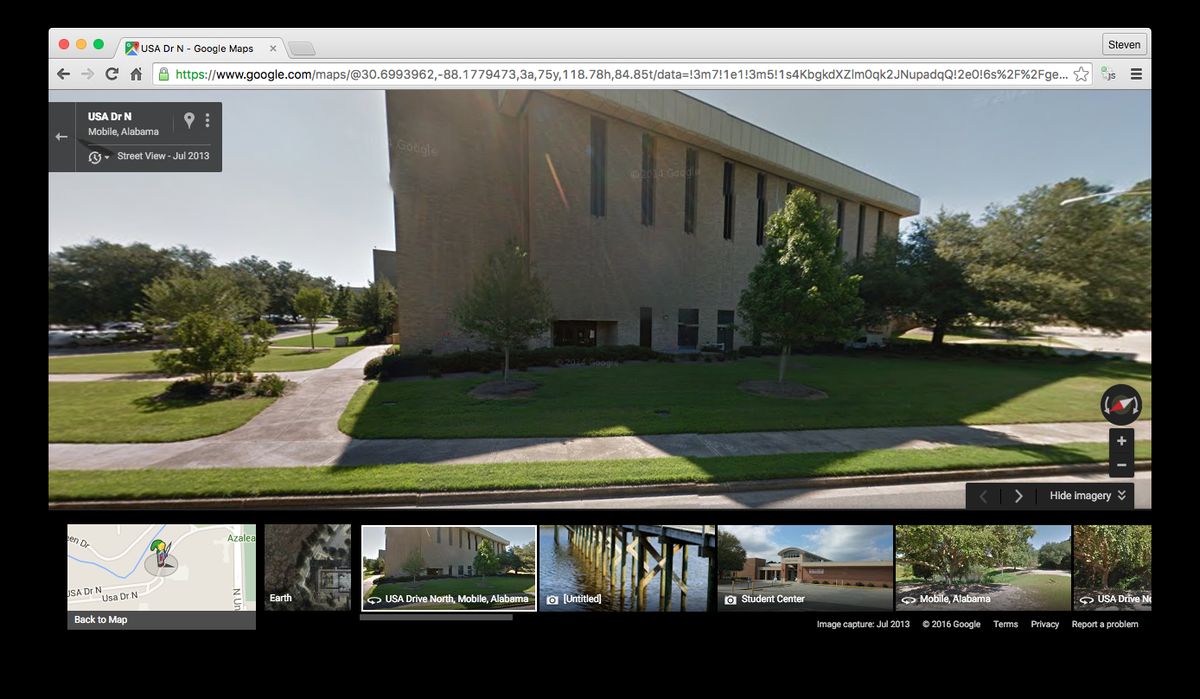 USA Dr N - Google Maps
Steven
https://www.google.com/maps/@30.6993962,-88.1779473,3a,75y,118.78h,84.85t/data=!3m7!1e1!3m5!1s4KbgkdXZlm0qk2JNupadqQ!2e0!6s%2F%2Fge...
JS
USA Dr N
Mobile, Alabama
Street View - Jul 2013
Google
© 2014 Google
© 2014 Google
Hide imagery
een Dr
Azalea
USA Dr N
Usa Dr N
N Un
Back to Map
Earth
USA Drive North, Mobile, Alabama
[Untitled]
Student Center
Mobile, Alabama
USA Drive No
Image capture: Jul 2013 © 2016 Google Terms Privacy Report a problem